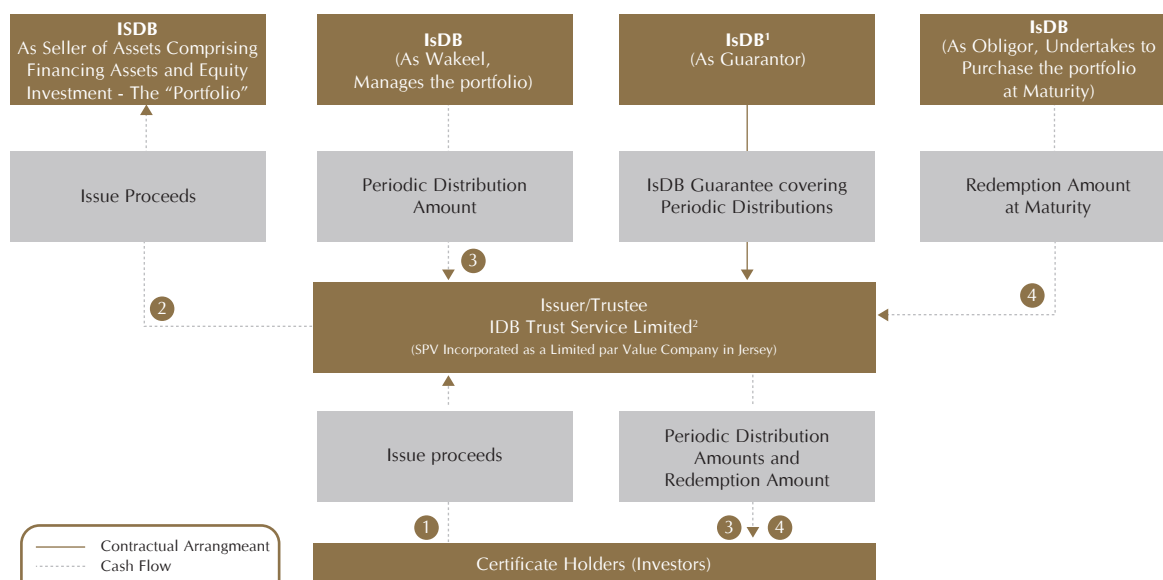 ISDB
As Seller of Assets Comprising
Financing Assets and Equity
Investment - The “Portfolio”
IsDB
(As Wakeel,
Manages the portfolio)
IsDB¹
(As Guarantor)
IsDB
(As Obligor, Undertakes to
Purchase the portfolio
at Maturity)
Issue Proceeds
Periodic Distribution
Amount
IsDB Guarantee covering
Periodic Distributions
Redemption Amount
at Maturity
3
2
4
Issuer/Trustee
IDB Trust Service Limited²
(SPV Incorporated as a Limited par Value Company in Jersey)
Issue proceeds
Periodic Distribution
Amounts and
Redemption Amount
1
3 4
Contractual Arrangmeant
Cash Flow
Certificate Holders (Investors)